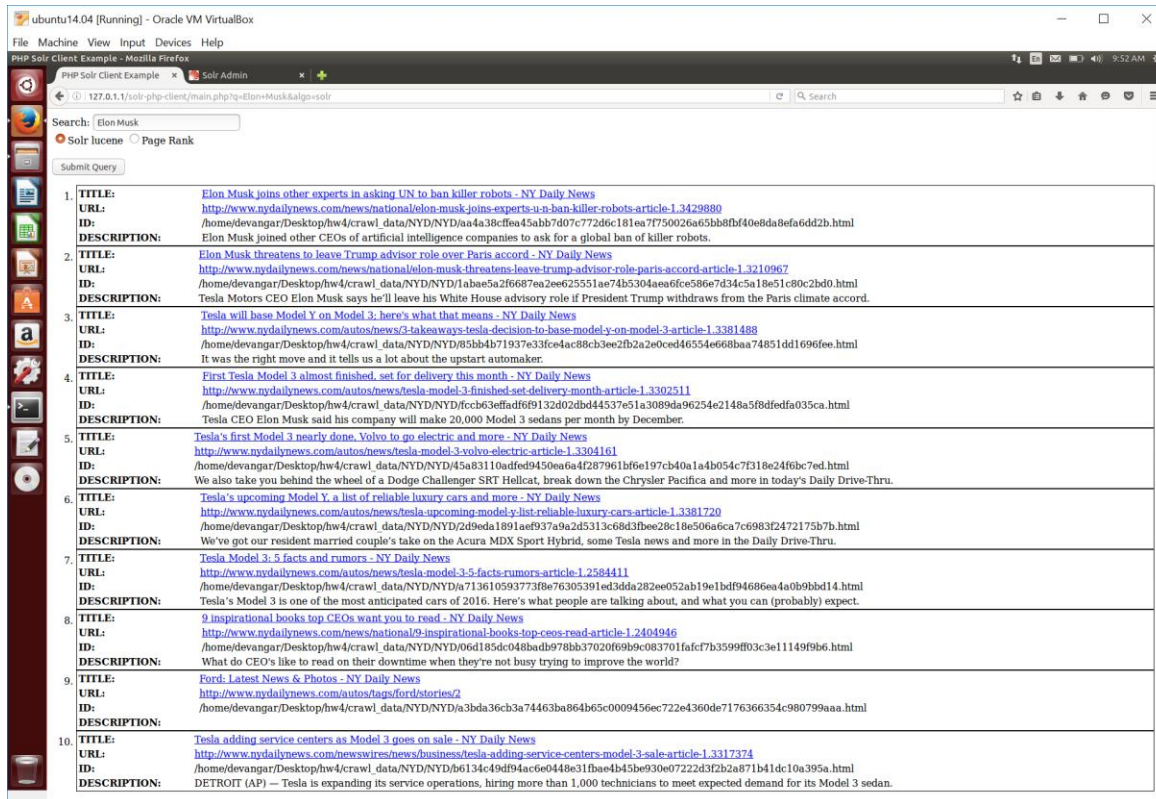 ubuntu14.04 [Running] - Oracle VM VirtualBox
File Machine View Input Devices Help
PHP Solr Client Example - Mozilla Firefox
En 9:52 AM
PHP Solr Client Example × Solr Admin ×
127.0.1.1/solr-php-client/main.php?q=Elon+Musk&algo=solr Search
Search: Elon Musk
Solr lucene Page Rank
Submit Query
1. TITLE: Elon Musk joins other experts in asking UN to ban killer robots - NY Daily News
URL: http://www.nydailynews.com/news/national/elon-musk-joins-experts-u-n-ban-killer-robots-article-1.3429880
ID: /home/devangar/Desktop/hw4/crawl_data/NYD/NYD/aa4a38cffea45abb7d07c772d6c181ea7f750026a65bb8fbf40e8da8efa6dd2b.html
DESCRIPTION: Elon Musk joined other CEOs of artificial intelligence companies to ask for a global ban of killer robots.
2. TITLE: Elon Musk threatens to leave Trump advisor role over Paris accord - NY Daily News
URL: http://www.nydailynews.com/news/national/elon-musk-threatens-leave-trump-advisor-role-paris-accord-article-1.3210967
ID: /home/devangar/Desktop/hw4/crawl_data/NYD/NYD/1abae5a2f6687ea2ee625551ae74b5304aea6fce586e7d34c5a18e51c80c2bd0.html
DESCRIPTION: Tesla Motors CEO Elon Musk says he'll leave his White House advisory role if President Trump withdraws from the Paris climate accord.
3. TITLE: Tesla will base Model Y on Model 3; here's what that means - NY Daily News
URL: http://www.nydailynews.com/autos/news/3-takeaways-tesla-decision-to-base-model-y-on-model-3-article-1.3381488
ID: /home/devangar/Desktop/hw4/crawl_data/NYD/NYD/85bb4b71937e33fce4ac88cb3ee2fb2a2e0ced46554e668baa74851dd1696fee.html
DESCRIPTION: It was the right move and it tells us a lot about the upstart automaker.
4. TITLE: First Tesla Model 3 almost finished, set for delivery this month - NY Daily News
URL: http://www.nydailynews.com/autos/news/tesla-model-3-finished-set-delivery-month-article-1.3302511
ID: /home/devangar/Desktop/hw4/crawl_data/NYD/NYD/fccb63effadf6f9132d02dbd44537e51a3089da96254e2148a5f8dfedfa035ca.html
DESCRIPTION: Tesla CEO Elon Musk said his company will make 20,000 Model 3 sedans per month by December.
5. TITLE: Tesla's first Model 3 nearly done, Volvo to go electric and more - NY Daily News
URL: http://www.nydailynews.com/autos/news/tesla-model-3-volvo-electric-article-1.3304161
ID: /home/devangar/Desktop/hw4/crawl_data/NYD/NYD/45a83110adfed9450ea6a4f287961bf6e197cb40a1a4b054c7f318e24f6bc7ed.html
DESCRIPTION: We also take you behind the wheel of a Dodge Challenger SRT Hellcat, break down the Chrysler Pacifica and more in today's Daily Drive-Thru.
6. TITLE: Tesla's upcoming Model Y, a list of reliable luxury cars and more - NY Daily News
URL: http://www.nydailynews.com/autos/news/tesla-upcoming-model-y-list-reliable-luxury-cars-article-1.3381720
ID: /home/devangar/Desktop/hw4/crawl_data/NYD/NYD/2d9eda1891aef937a9a2d5313c68d3fbee28c18e506a6ca7c6983f2472175b7b.html
DESCRIPTION: We've got our resident married couple's take on the Acura MDX Sport Hybrid, some Tesla news and more in the Daily Drive-Thru.
7. TITLE: Tesla Model 3: 5 facts and rumors - NY Daily News
URL: http://www.nydailynews.com/autos/news/tesla-model-3-5-facts-rumors-article-1.2584411
ID: /home/devangar/Desktop/hw4/crawl_data/NYD/NYD/a713610593773f8e76305391ed3dda282ee052ab19e1bdf94686ea4a0b9bbd14.html
DESCRIPTION: Tesla's Model 3 is one of the most anticipated cars of 2016. Here's what people are talking about, and what you can (probably) expect.
8. TITLE: 9 inspirational books top CEOs want you to read - NY Daily News
URL: http://www.nydailynews.com/news/national/9-inspirational-books-top-ceos-read-article-1.2404946
ID: /home/devangar/Desktop/hw4/crawl_data/NYD/NYD/06d185dc048badb978bb37020f69b9c083701fafcf7b3599ff03c3e11149f9b6.html
DESCRIPTION: What do CEO's like to read on their downtime when they're not busy trying to improve the world?
9. TITLE: Ford: Latest News & Photos - NY Daily News
URL: http://www.nydailynews.com/autos/tags/ford/stories/2
ID: /home/devangar/Desktop/hw4/crawl_data/NYD/NYD/a3bda36cb3a74463ba864b65c0009456ec722e4360de7176366354c980799aaa.html
DESCRIPTION:
10. TITLE: Tesla adding service centers as Model 3 goes on sale - NY Daily News
URL: http://www.nydailynews.com/newswires/news/business/tesla-adding-service-centers-model-3-sale-article-1.3317374
ID: /home/devangar/Desktop/hw4/crawl_data/NYD/NYD/b6134c49df94ac6e0448e31fbae4b45be930e07222d3f2b2a871b41dc10a395a.html
DESCRIPTION: DETROIT (AP) — Tesla is expanding its service operations, hiring more than 1,000 technicians to meet expected demand for its Model 3 sedan.